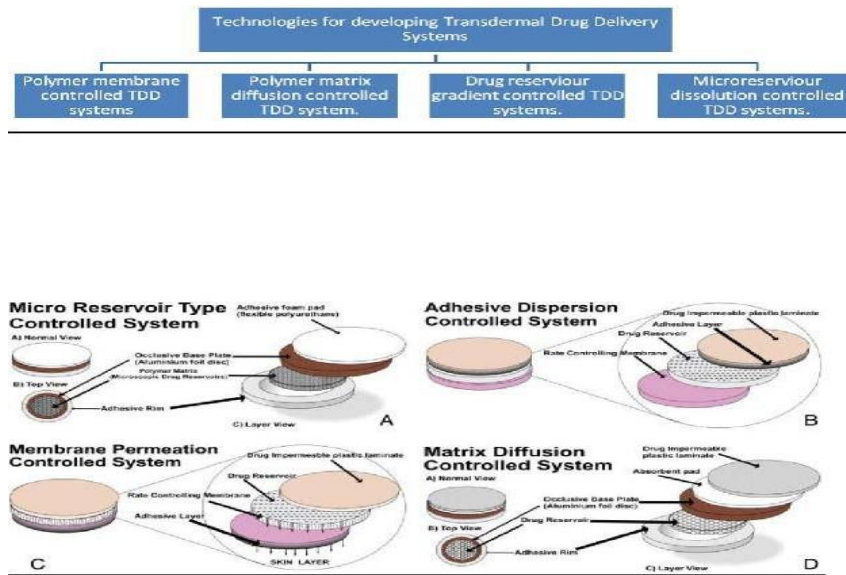 Technologies for developing Transdermal Drug Delivery
Systems
Polymer membrane
controlled TDD
systems
Polymer matrix
diffusion controlled
TDD system.
Drug reserviour
gradient controlled TDD
systems.
Microreserviour
dissolution controlled
TDD systems.
Micro Reservoir Type
Controlled System
Adhesive foam pad
(flexible polyurethane)
A) Normal View
Occlusive Base Plate
(Aluminium foil disc)
Polymer Matrix
(Microscopic Drug Reservoirs)
B) Top View
Adhesive Rim
C) Layer View
A
Adhesive Dispersion
Controlled System
Drug Impermeable plastic laminate
Adhesive Layer
Drug Reservoir
Rate Controlling Membrane
B
Membrane Permeation
Controlled System
Drug Impermeable plastic laminate
Drug Reservoir
Rate Controlling Membrane
Adhesive Layer
SKIN LAYER
C
Matrix Diffusion
Controlled System
Drug Impermeable
plastic laminate
Absorbent pad
A) Normal View
Occlusive Base Plate
(Aluminium foil disc)
B) Top View
Drug Reservoir
Adhesive Rim
C) Layer View
D